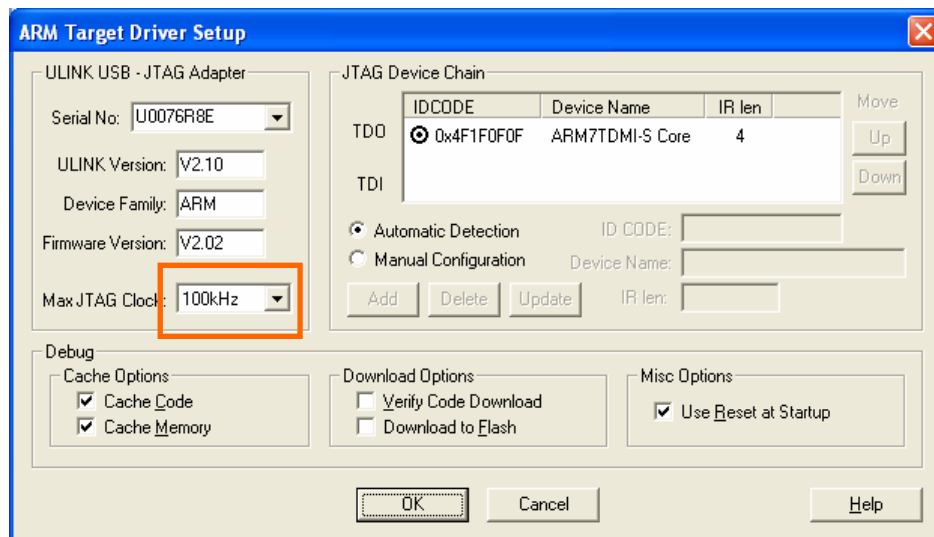 ARM Target Driver Setup
ULINK USB - JTAG Adapter
Serial No: U0076R8E
ULINK Version: V2.10
Device Family: ARM
Firmware Version: V2.02
Max JTAG Clock: 100kHz
JTAG Device Chain
IDCODE Device Name IR len Move
TDO 0x4F1F0F0F ARM7TDMI-S Core 4 Up
TDI Down
Automatic Detection ID CODE:
Manual Configuration Device Name:
Add Delete Update IR len:
Debug
Cache Options
Cache Code
Cache Memory
Download Options
Verify Code Download
Download to Flash
Misc Options
Use Reset at Startup
OK Cancel Help